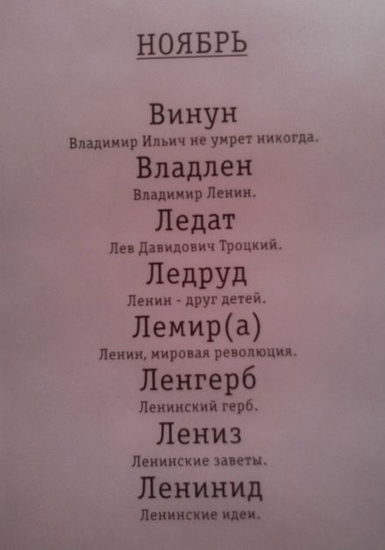 НОЯБРЬ
Винун
Владимир Ильич не умрет никогда.
Владлен
Владимир Ленин.
Ледат
Лев Давидович Троцкий.
Ледруд
Ленин - друг детей.
Лемир(а)
Ленин, мировая революция.
Ленгерб
Ленинский герб.
Лениз
Ленинские заветы.
Ленинид
Ленинские идеи.